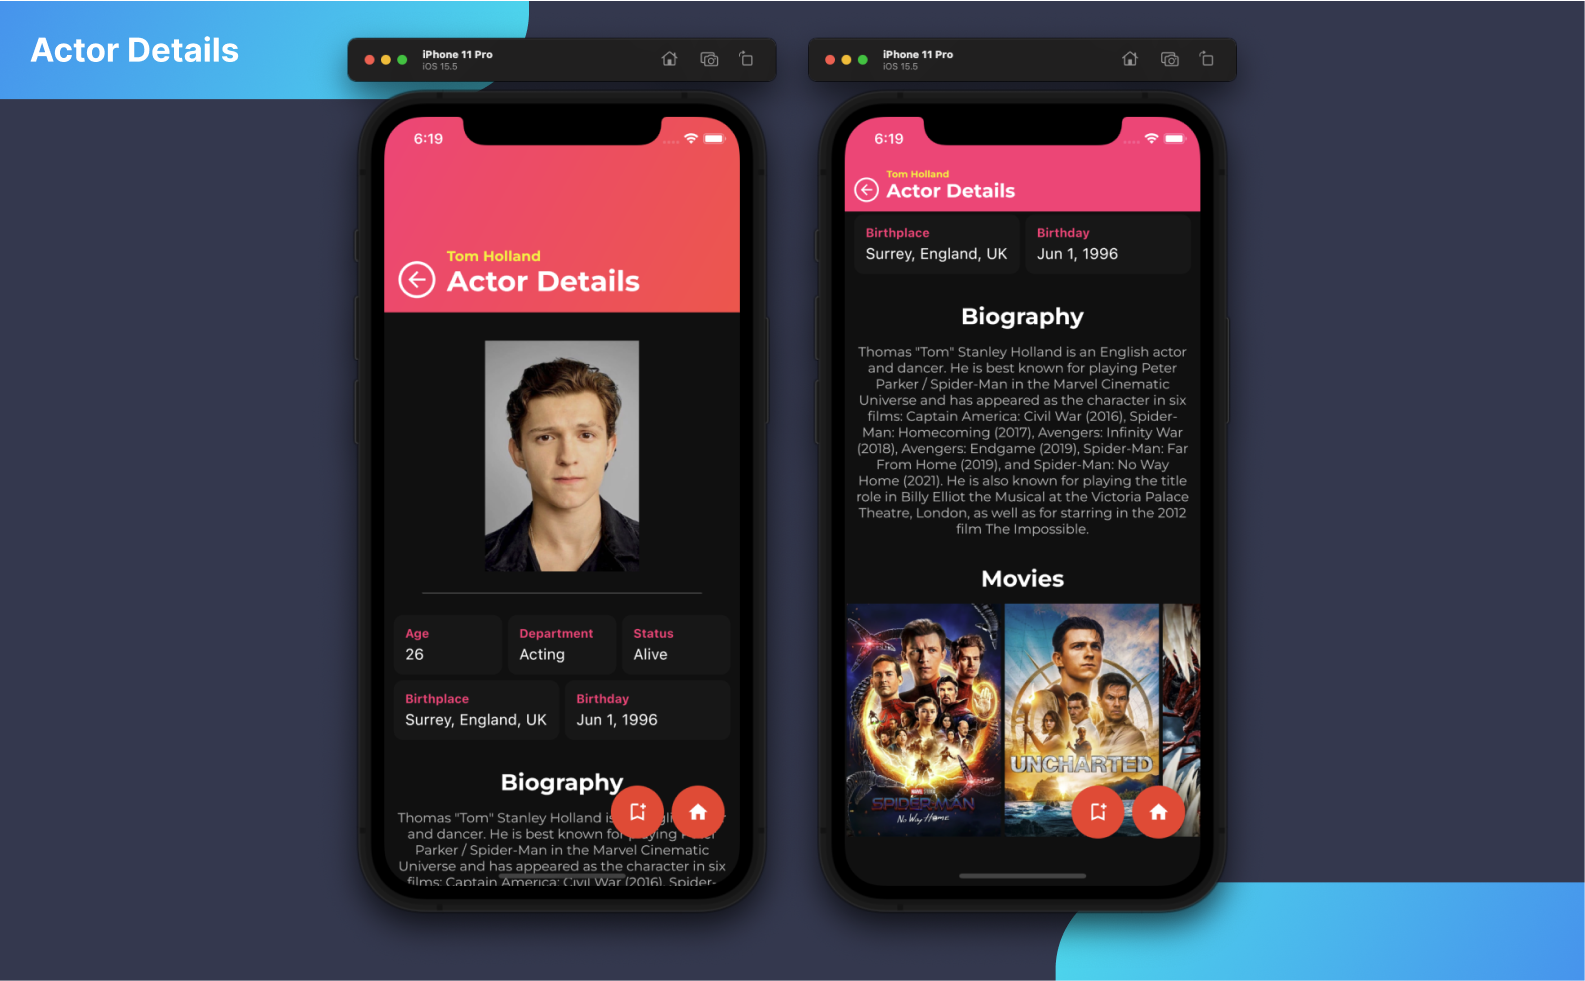 Actor Details
iPhone 11 Pro
iOS 15.5
6:19
Tom Holland
Actor Details
Age
26
Department
Acting
Status
Alive
Birthplace
Surrey, England, UK
Birthday
Jun 1, 1996
Biography
Thomas "Tom" Stanley Holland is
and dancer. He is best known for
Parker / Spider-Man in the Marvel Cinematic
Universe and has appeared as the character in six
films: Captain America: Civil War (2016), Spider-
iPhone 11 Pro
iOS 15.5
6:19
Tom Holland
Actor Details
Birthplace
Surrey, England, UK
Birthday
Jun 1, 1996
Biography
Thomas "Tom" Stanley Holland is an English actor
and dancer. He is best known for playing Peter
Parker / Spider-Man in the Marvel Cinematic
Universe and has appeared as the character in six
films: Captain America: Civil War (2016), Spider-
Man: Homecoming (2017), Avengers: Infinity War
(2018), Avengers: Endgame (2019), Spider-Man: Far
From Home (2019), and Spider-Man: No Way
Home (2021). He is also known for playing the title
role in Billy Elliot the Musical at the Victoria Palace
Theatre, London, as well as for starring in the 2012
film The Impossible.
Movies
SPIDER-MAN
No Way Home
UNCHARTED